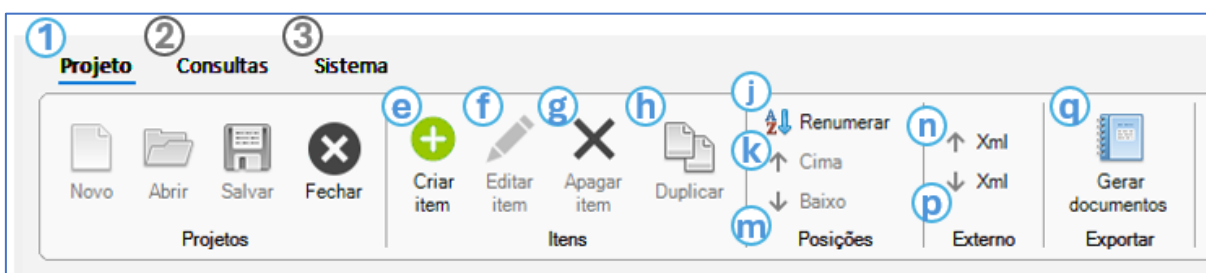 1 2 3
Projeto Consultas Sistema
e f g h j n q
Renumerar
k
Cima
Xml
Xml
m p
Baixo
Novo Abrir Salvar Fechar
Criar item
Editar item
Apagar item
Duplicar
Gerar documentos
Projetos Itens Posições Externo Exportar